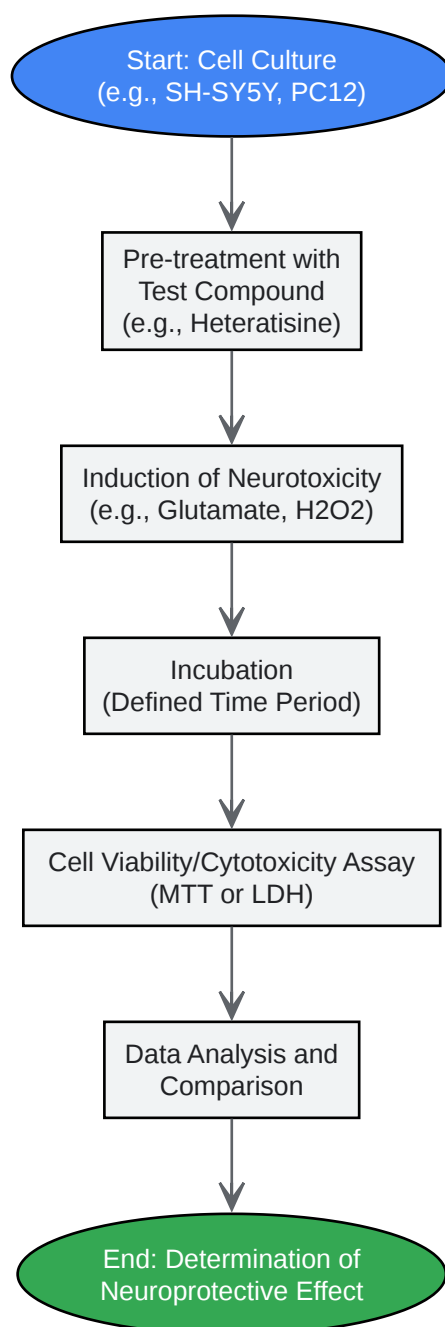 Start: Cell Culture
(e.g., SH-SY5Y, PC12)
Pre-treatment with
Test Compound
(e.g., Heteratisine)
Induction of Neurotoxicity
(e.g., Glutamate, H2O2)
Incubation
(Defined Time Period)
Cell Viability/Cytotoxicity Assay
(MTT or LDH)
Data Analysis and
Comparison
End: Determination of
Neuroprotective Effect